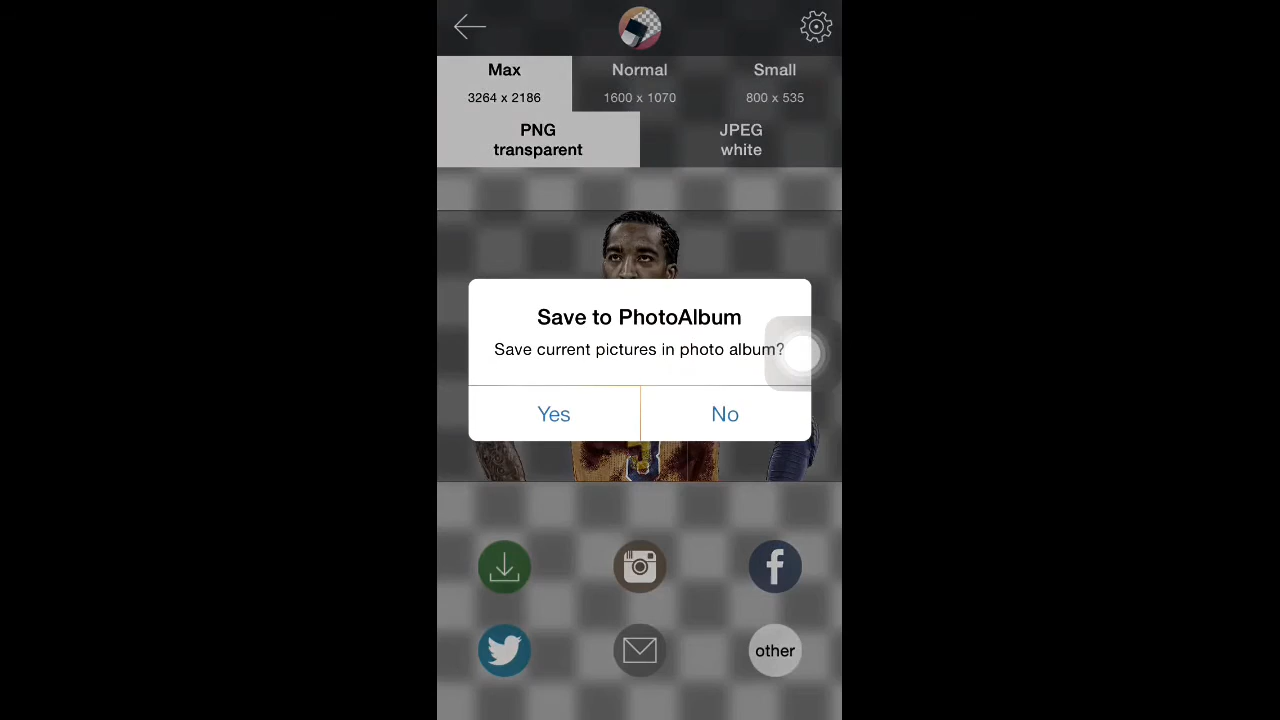 Max
Normal
Small
3264 x 2186
1600 x 1070
800 x 535
PNG
transparent
JPEG
white
Save to PhotoAlbum
Save current pictures in photo album?
Yes
No
other